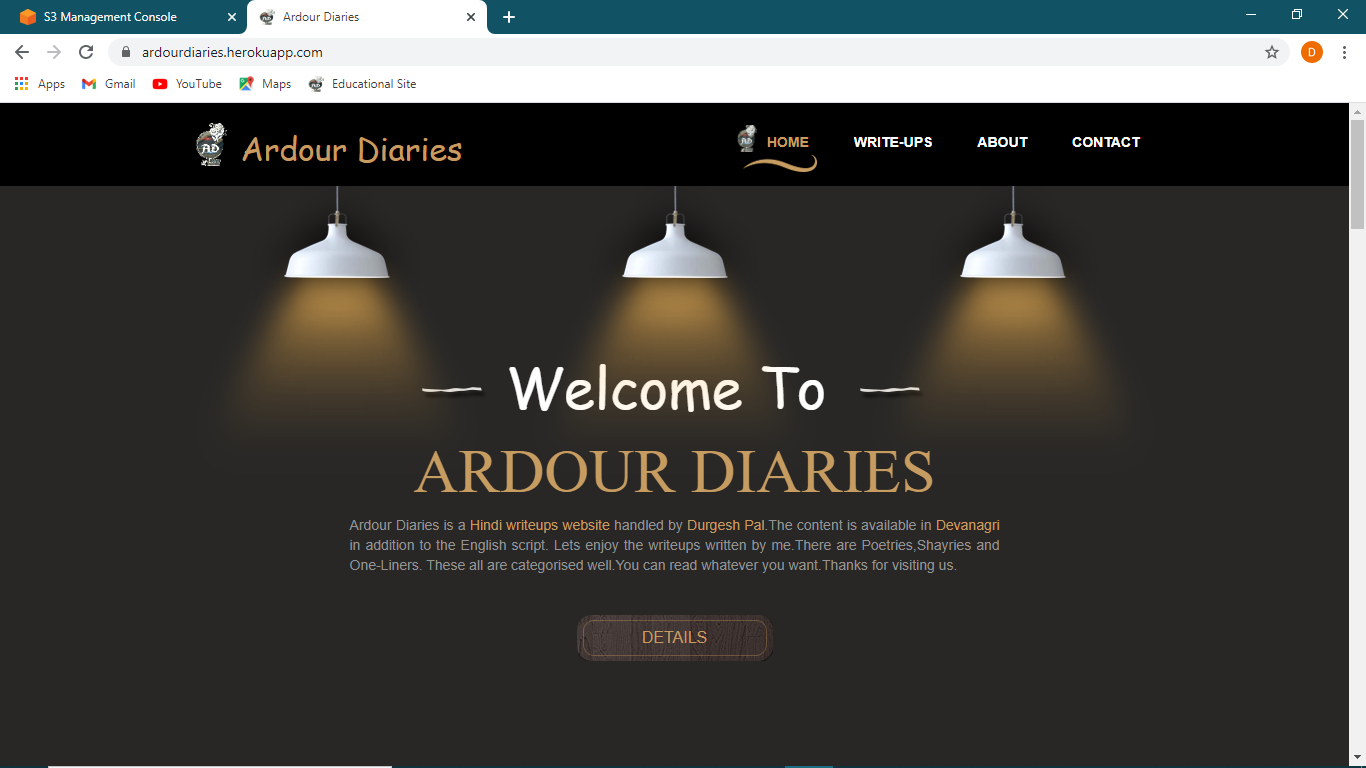 S3 Management Console
Ardour Diaries
ardourdiaries.herokuapp.com
D
Apps
Gmail
YouTube
Maps
Educational Site
AD
Ardour Diaries
HOME
WRITE-UPS
ABOUT
CONTACT
Welcome To
ARDOUR DIARIES
Ardour Diaries is a Hindi writeups website handled by Durgesh Pal.The content is available in Devanagri
in addition to the English script. Lets enjoy the writeups written by me.There are Poetries,Shayries and
One-Liners. These all are categorised well.You can read whatever you want.Thanks for visiting us.
DETAILS